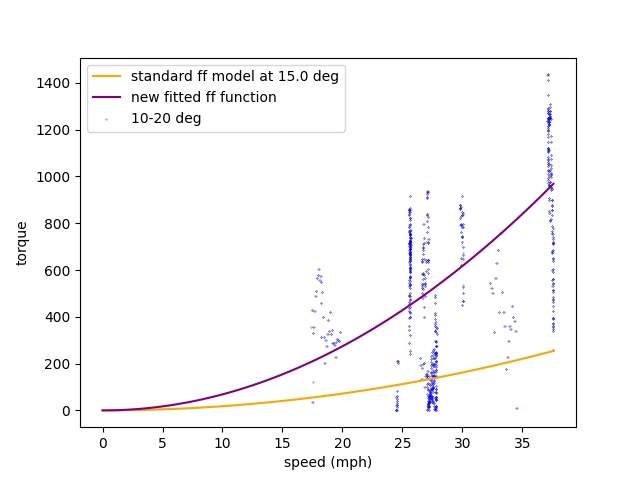 standard ff model at 15.0 deg
new fitted ff function
10-20 deg
1400
1200
1000
800
600
400
200
0
torque
0 5 10 15 20 25 30 35
speed (mph)